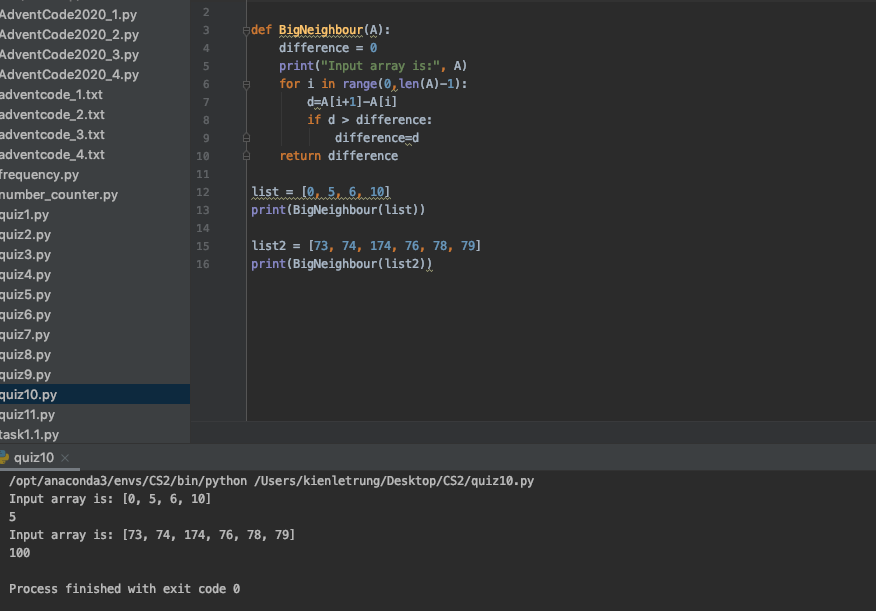 AdventCode2020_1.py
AdventCode2020_2.py
AdventCode2020_3.py
AdventCode2020_4.py
adventcode_1.txt
adventcode_2.txt
adventcode_3.txt
adventcode_4.txt
frequency.py
number_counter.py
quiz1.py
quiz2.py
quiz3.py
quiz4.py
quiz5.py
quiz6.py
quiz7.py
quiz8.py
quiz9.py
quiz10.py
quiz11.py
task1.1.py
2
3 def BigNeighbour(A):
4     difference = 0
5     print("Input array is:", A)
6     for i in range(0,len(A)-1):
7         d=A[i+1]-A[i]
8         if d > difference:
9             difference=d
10     return difference
11
12 list = [0, 5, 6, 10]
13 print(BigNeighbour(list))
14
15 list2 = [73, 74, 174, 76, 78, 79]
16 print(BigNeighbour(list2))
quiz10 ×
/opt/anaconda3/envs/CS2/bin/python /Users/kienletrung/Desktop/CS2/quiz10.py
Input array is: [0, 5, 6, 10]
5
Input array is: [73, 74, 174, 76, 78, 79]
100
Process finished with exit code 0